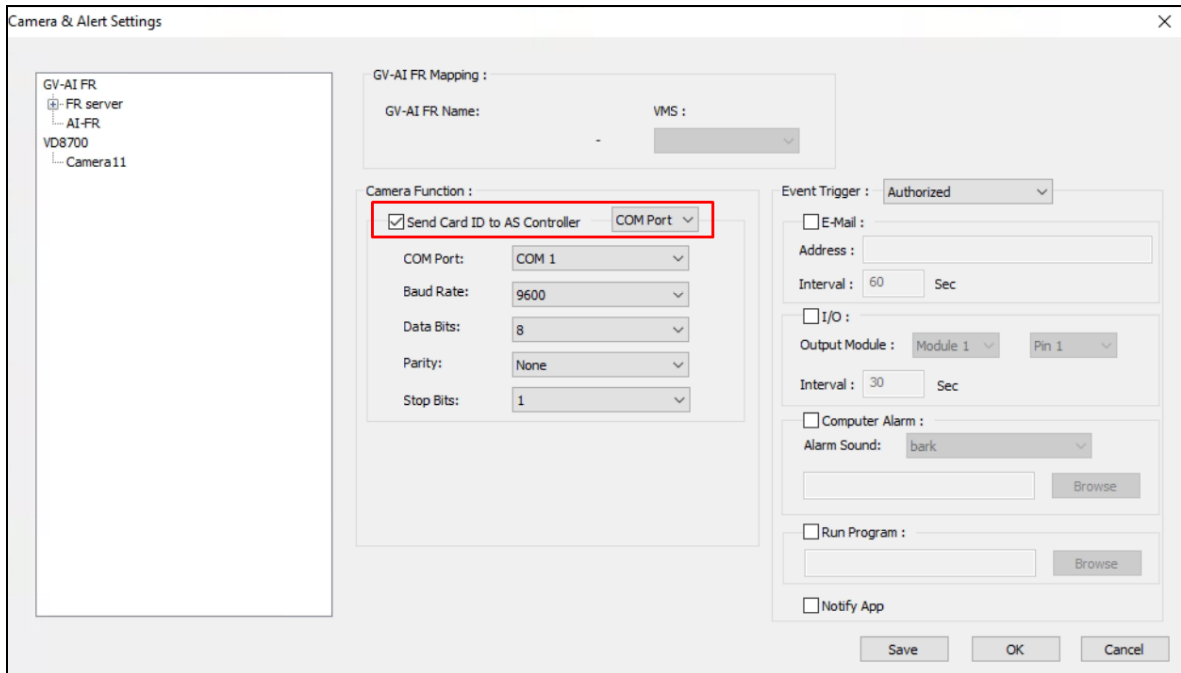 Camera & Alert Settings
GV-AI FR
FR server
AI-FR
VD8700
Camera11
GV-AI FR Mapping :
GV-AI FR Name: VMS :
-
Camera Function :
Send Card ID to AS Controller COM Port
COM Port: COM 1
Baud Rate: 9600
Data Bits: 8
Parity: None
Stop Bits: 1
Event Trigger : Authorized
E-Mail :
Address :
Interval : 60 Sec
I/O :
Output Module : Module 1 Pin 1
Interval : 30 Sec
Computer Alarm :
Alarm Sound: bark
Browse
Run Program :
Browse
Notify App
Save OK Cancel